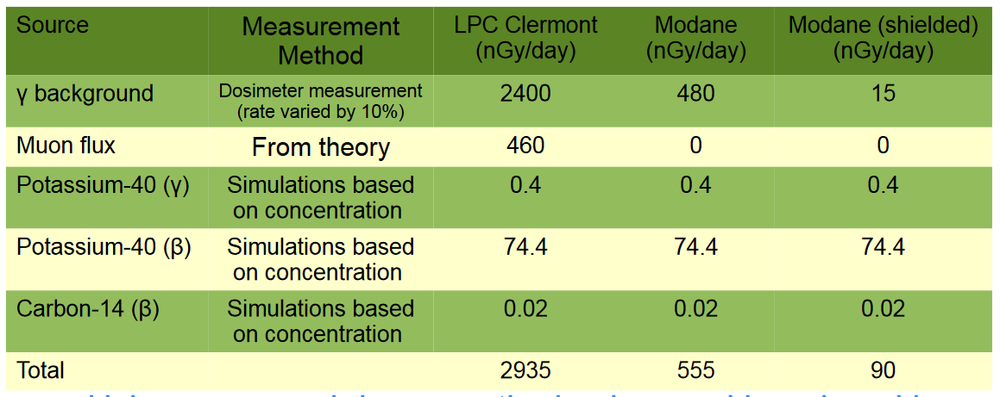 Source Measurement Method LPC Clermont (nGy/day) Modane (nGy/day) Modane (shielded) (nGy/day)
γ background Dosimeter measurement (rate varied by 10%) 2400 480 15
Muon flux From theory 460 0 0
Potassium-40 (γ) Simulations based on concentration 0.4 0.4 0.4
Potassium-40 (β) Simulations based on concentration 74.4 74.4 74.4
Carbon-14 (β) Simulations based on concentration 0.02 0.02 0.02
Total 2935 555 90